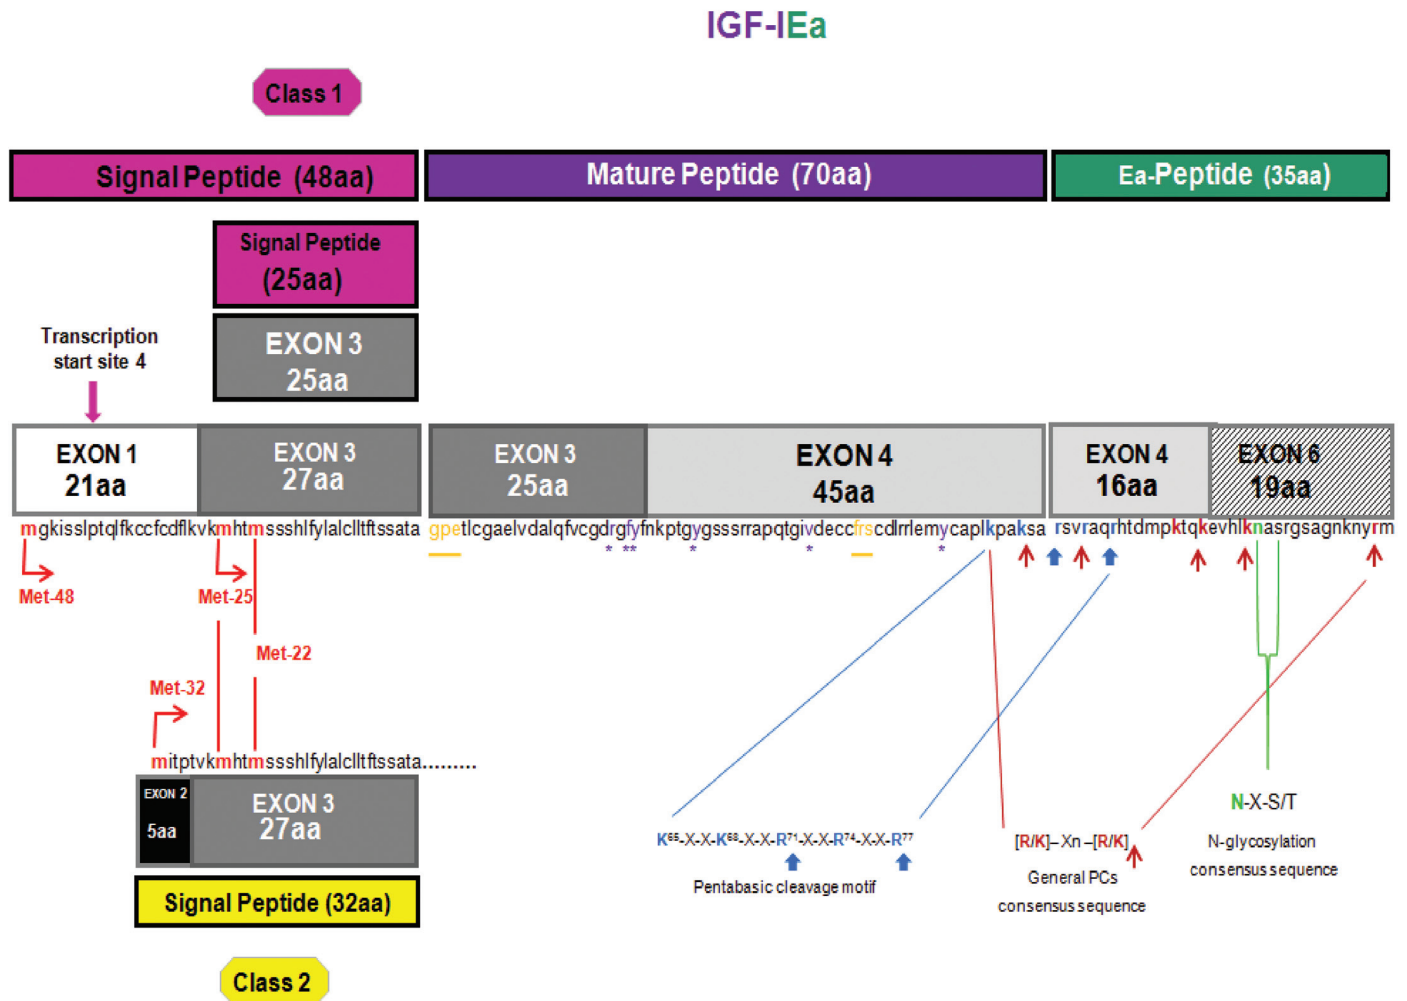 IGF-IEa
Class 1
Signal Peptide (48aa)
Mature Peptide (70aa)
Ea-Peptide (35aa)
Signal Peptide
(25aa)
EXON 3
25aa
Transcription
start site 4
EXON 1
21aa
EXON 3
27aa
EXON 3
25aa
EXON 4
45aa
EXON 4
16aa
EXON 6
19aa
mgkisslptqlfkccfcdflkvkmhtmssshlfylalclltftssata
gpetlcgaelvdalqfvcgdrgfyfnkptgygsssrrapqtgivdeccfrscdlrrlemycaplkpaksa
rsvraqrhtdmpktqkevhlknasrgsagnknyrm
* ** * * *
Met-48
Met-25
Met-22
Met-32
mitptvkmhtmssshlfylalclltftssata.........
EXON 2
5aa
EXON 3
27aa
Signal Peptide (32aa)
Class 2
K65-X-X-K68-X-X-R71-X-X-R74-X-X-R77
Pentabasic cleavage motif
[R/K]– Xn –[R/K]
General PCs
consensus sequence
N-X-S/T
N-glycosylation
consensus sequence